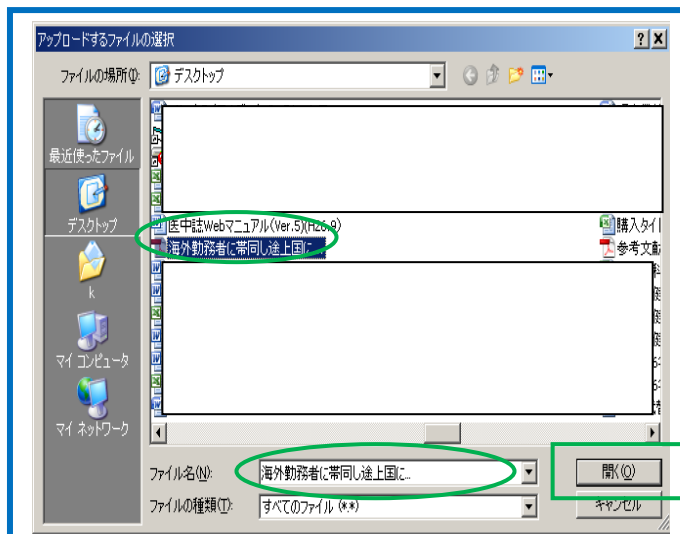 アップロードするファイルの選択
ファイルの場所(I):
デスクトップ
最近使ったファイル
デスクトップ
k
マイ コンピュータ
マイ ネットワーク
医中誌Webマニュアル(Ver.5)(H26.9)
海外勤務者に帯同し途上国に...
購入タイ
参考文献
ファイル名(N):
海外勤務者に帯同し途上国に...
開く(O)
ファイルの種類(T):
すべてのファイル (*.*)
キャンセル